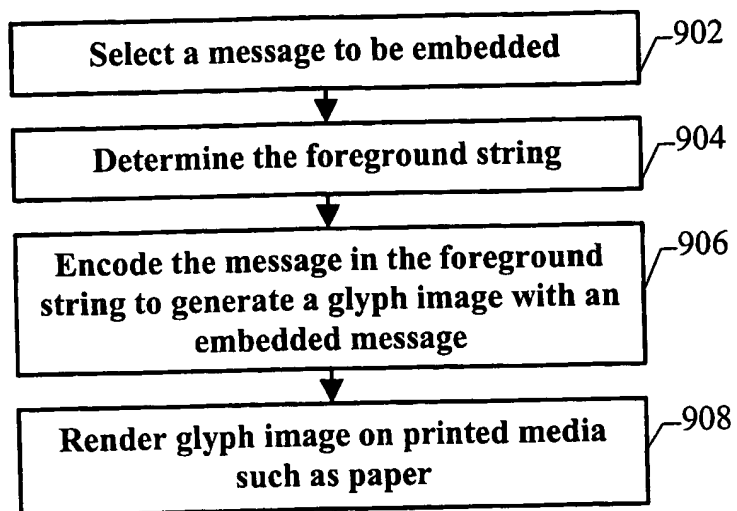 Select a message to be embedded
902
Determine the foreground string
904
Encode the message in the foreground
string to generate a glyph image with an
embedded message
906
Render glyph image on printed media
such as paper
908